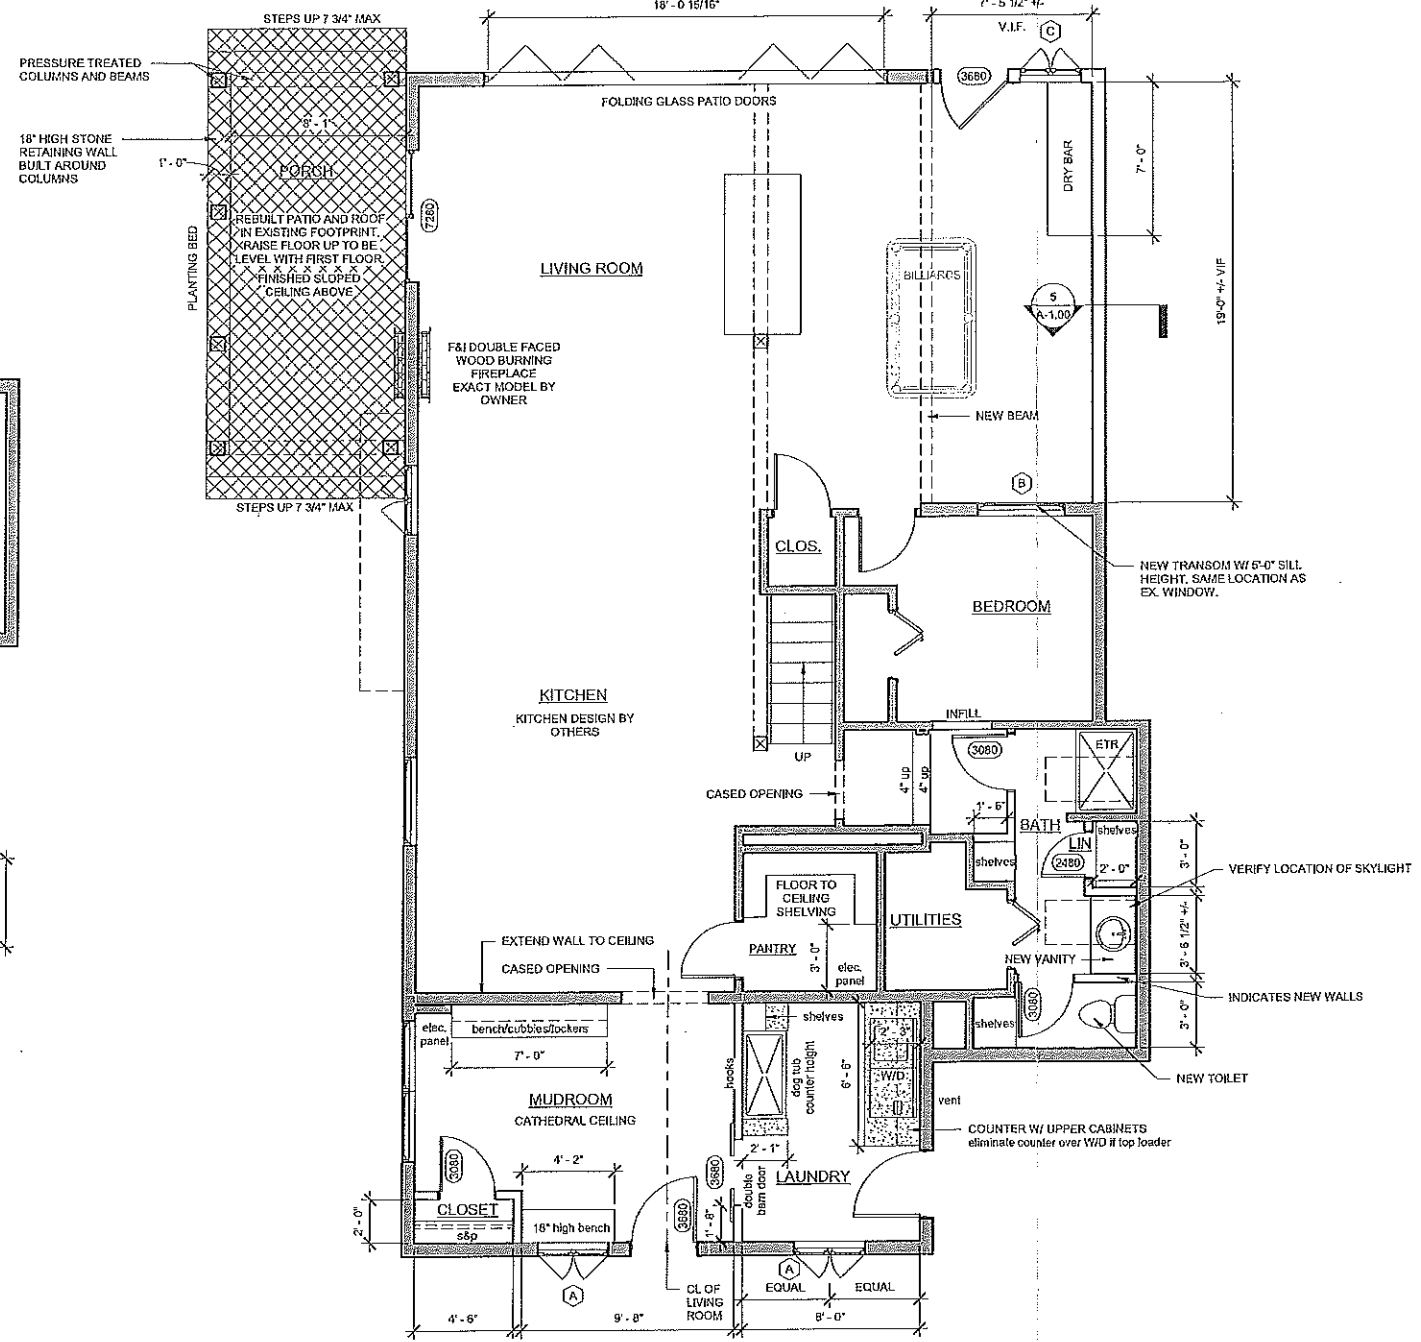 STEPS UP 7 3/4" MAX
18' - 0 15/16"
7' - 5 1/2" +/-
V.I.F.
C
PRESSURE TREATED
COLUMNS AND BEAMS
3680
FOLDING GLASS PATIO DOORS
18" HIGH STONE
RETAINING WALL
BUILT AROUND
COLUMNS
8' - 1"
1' - 0"
PORCH
7280
DRY BAR
7' - 0"
PLANTING BED
REBUILT PATIO AND ROOF
IN EXISTING FOOTPRINT.
RAISE FLOOR UP TO BE
LEVEL WITH FIRST FLOOR.
FINISHED SLOPED
CEILING ABOVE
LIVING ROOM
BILLIARDS
5
A-1.00
19'-0" +/- VIF
F&I DOUBLE FACED
WOOD BURNING
FIREPLACE
EXACT MODEL BY
OWNER
NEW BEAM
B
STEPS UP 7 3/4" MAX
CLOS.
NEW TRANSOM W/ 6'-0" SILL
HEIGHT. SAME LOCATION AS
EX. WINDOW.
BEDROOM
KITCHEN
KITCHEN DESIGN BY
OTHERS
INFILL
UP
3080
ETR
4" up
4" up
CASED OPENING
1' - 6"
BATH
shelves
LIN
2480
2' - 0"
3' - 0"
shelves
VERIFY LOCATION OF SKYLIGHT
FLOOR TO
CEILING
SHELVING
UTILITIES
3' - 6 1/2" +/-
EXTEND WALL TO CEILING
PANTRY
3' - 0"
NEW VANITY
CASED OPENING
elec.
panel
INDICATES NEW WALLS
3080
3' - 0"
elec.
panel
bench/cubbies/lockers
shelves
shelves
2' - 3"
7' - 0"
hooks
dog tub
counter height
6' - 6"
W/D
NEW TOILET
MUDROOM
CATHEDRAL CEILING
vent
COUNTER W/ UPPER CABINETS
eliminate counter over W/D if top loader
2' - 1"
3080
4' - 2"
3680
double
barn door
LAUNDRY
CLOSET
2' - 0"
s&p
18" high bench
3680
1' - 8"
A
A
CL OF
LIVING
ROOM
EQUAL
EQUAL
4' - 6"
9' - 8"
8' - 0"